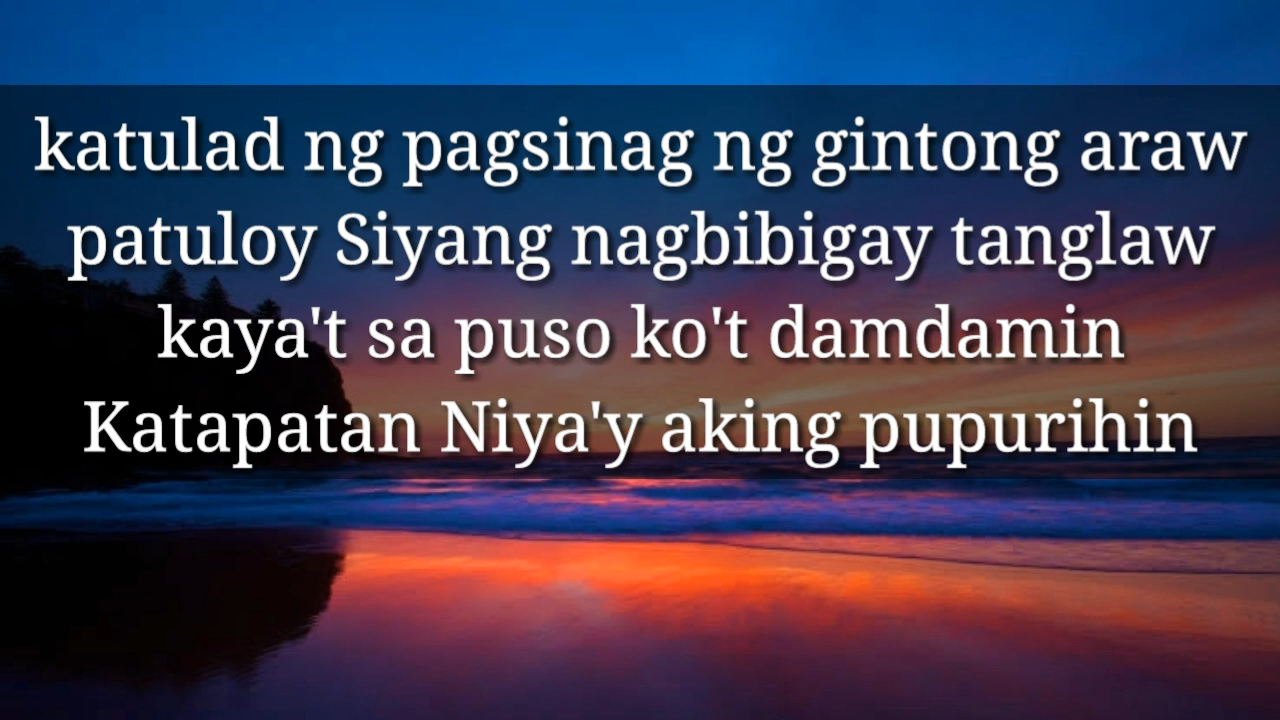 katulad ng pagsinag ng gintong araw
patuloy Siyang nagbibigay tanglaw
kaya't sa puso ko't damdamin
Katapatan Niya'y aking pupurihin